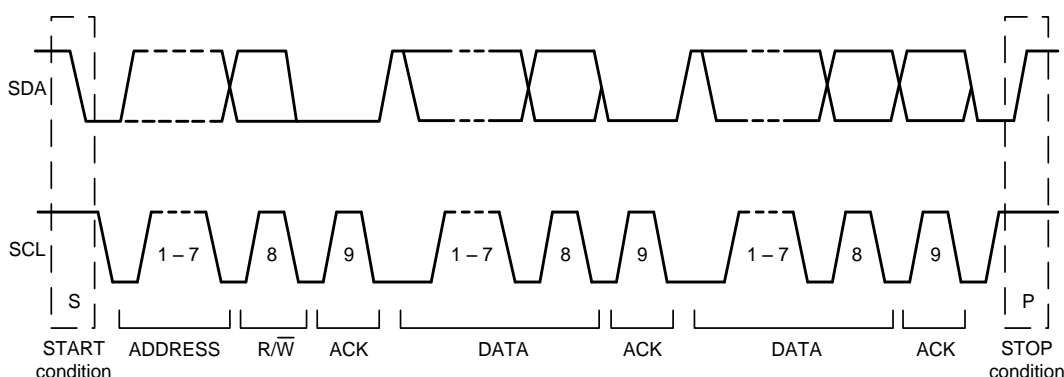 SDA
SCL
1 – 7 8 9 1 – 7 8 9 1 – 7 8 9
S P
START ADDRESS R/W̅ ACK DATA ACK DATA ACK STOP
condition condition